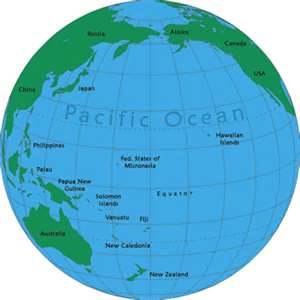 Russia
Alaska
Canada
USA
China
Japan
Pacific Ocean
Hawaiian
Islands
Philippines
Fed. States of
Micronesia
Palau
Papua New
Guinea
Equator
Solomon
Islands
Vanuatu
Fiji
Australia
New Caledonia
New Zealand